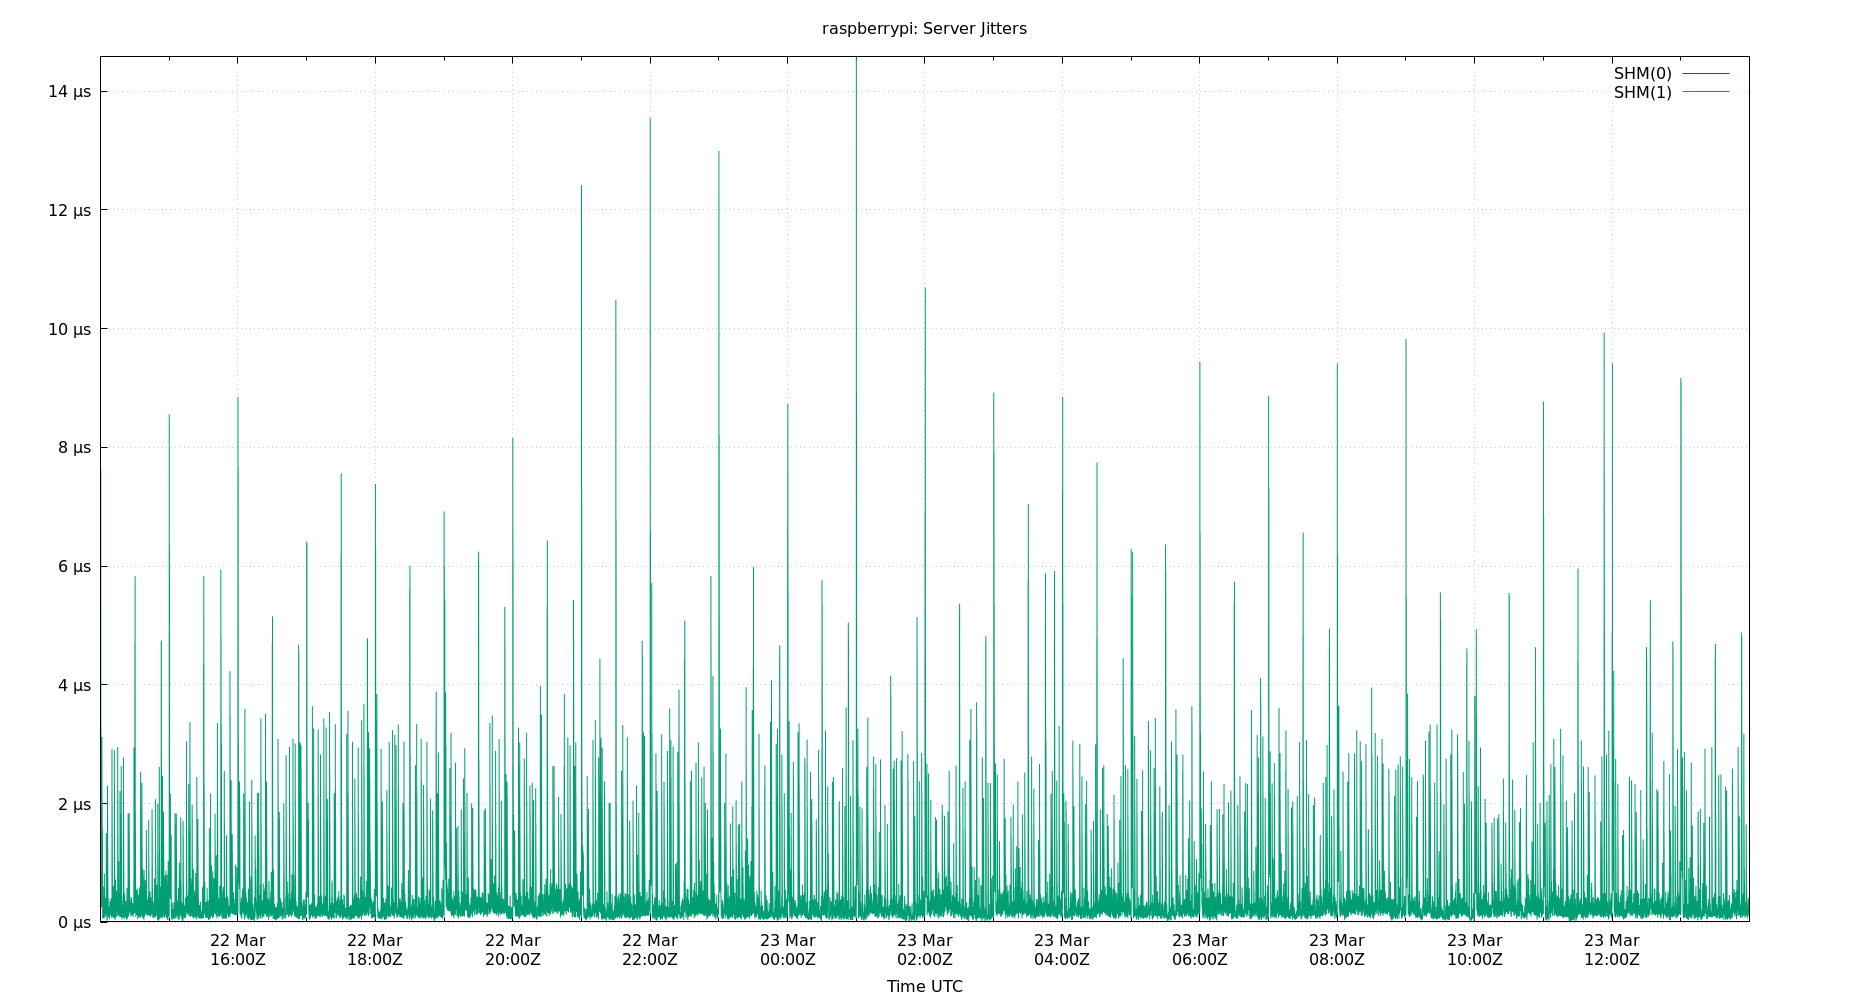 raspberrypi: Server Jitters
SHM(0)
SHM(1)
14 µs
12 µs
10 µs
8 µs
6 µs
4 µs
2 µs
0 µs
22 Mar 22 Mar 22 Mar 22 Mar 23 Mar 23 Mar 23 Mar 23 Mar 23 Mar 23 Mar 23 Mar
16:00Z 18:00Z 20:00Z 22:00Z 00:00Z 02:00Z 04:00Z 06:00Z 08:00Z 10:00Z 12:00Z
Time UTC